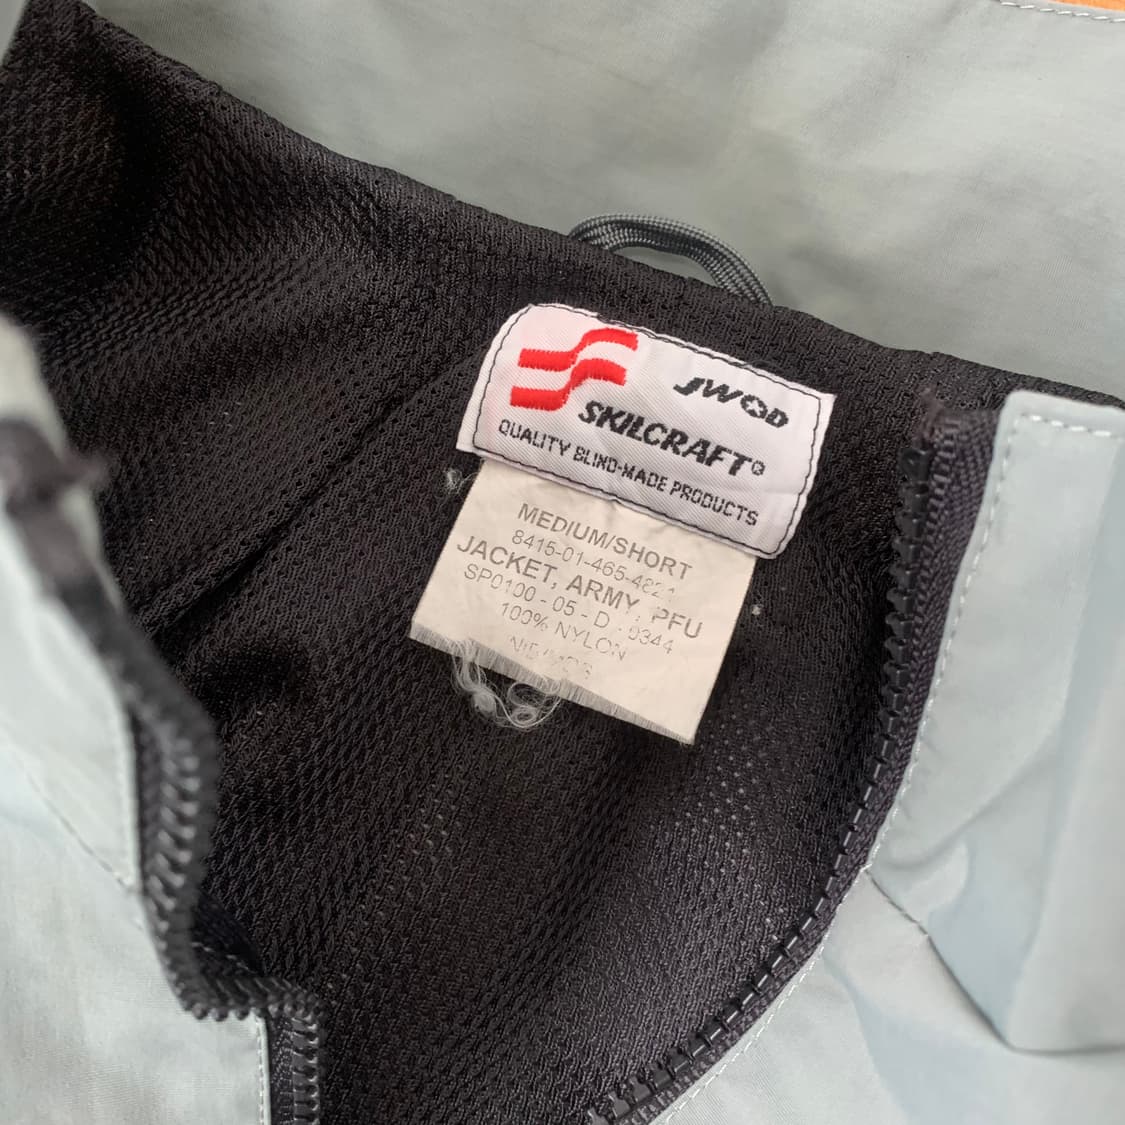 JWOD
SKILCRAFT®
QUALITY BLIND-MADE PRODUCTS
MEDIUM/SHORT
8415-01-465-482
JACKET, ARMY, PFU
SP0100 - 05 - D - 0344
100% NYLON